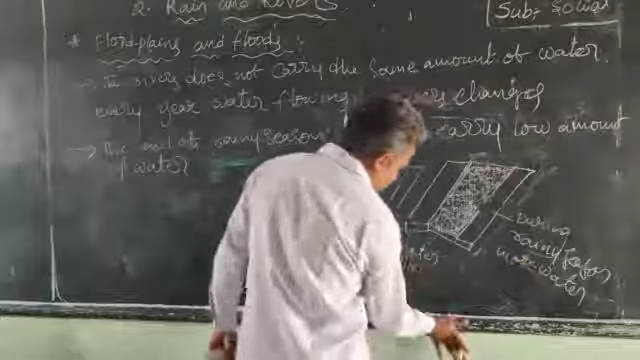 2. Rain and Rivers
Sub:- Social
* Flood-plains and floods :
→ The rivers does not carry the same amount of water.
every year water flowing changes
→ The end of rainy season carry low amount
of water
During
rainy
more water